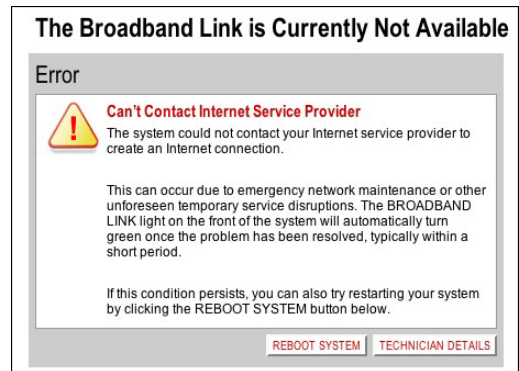 The Broadband Link is Currently Not Available
Error
!
Can't Contact Internet Service Provider
The system could not contact your Internet service provider to
create an Internet connection.
This can occur due to emergency network maintenance or other
unforeseen temporary service disruptions. The BROADBAND
LINK light on the front of the system will automatically turn
green once the problem has been resolved, typically within a
short period.
If this condition persists, you can also try restarting your system
by clicking the REBOOT SYSTEM button below.
REBOOT SYSTEM TECHNICIAN DETAILS